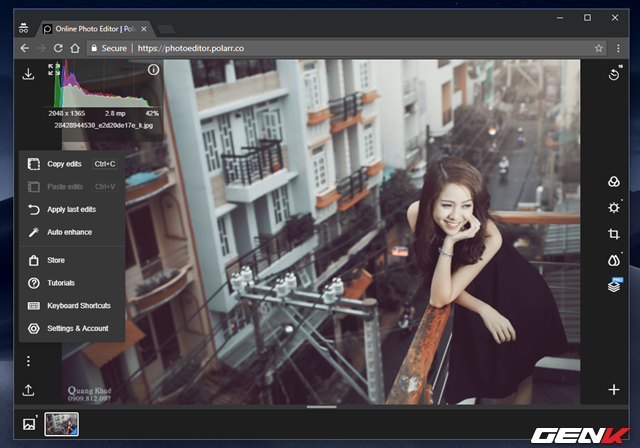 Online Photo Editor | Polarr
Secure
https://photoeditor.polarr.co
2048 x 1365 2.8 mp 42%
28428944530_e2d20de17e_k.jpg
Copy edits Ctrl+C
Paste edits Ctrl+V
Apply last edits
Auto enhance
Store
Tutorials
Keyboard Shortcuts
Settings & Account
Quang Khuê
0909.812.097
GENK